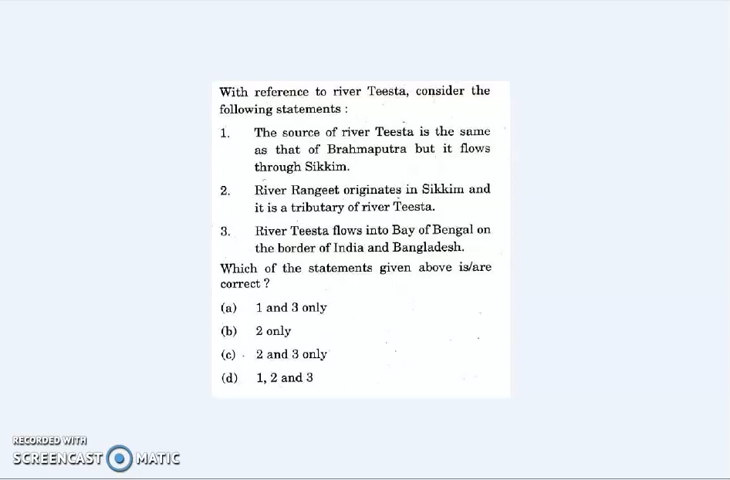 With reference to river Teesta, consider the
following statements :
1. The source of river Teesta is the same
as that of Brahmaputra but it flows
through Sikkim.
2. River Rangeet originates in Sikkim and
it is a tributary of river Teesta.
3. River Teesta flows into Bay of Bengal on
the border of India and Bangladesh.
Which of the statements given above is/are
correct ?
(a) 1 and 3 only
(b) 2 only
(c) 2 and 3 only
(d) 1, 2 and 3
RECORDED WITH
SCREENCAST MATIC